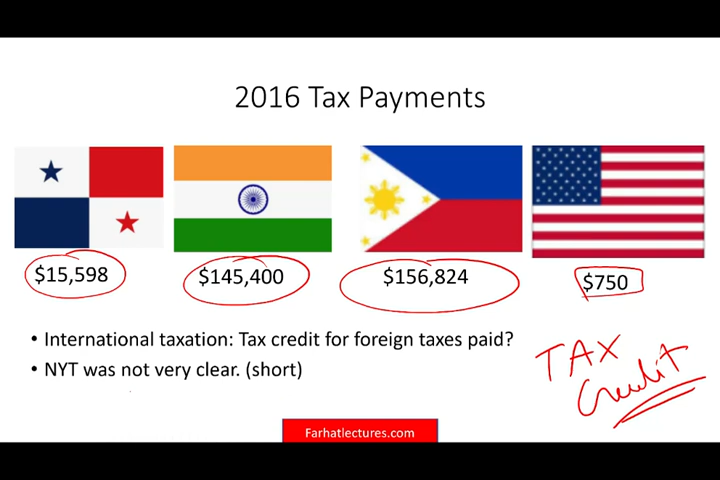 2016 Tax Payments
$15,598
$145,400
$156,824
$750
• International taxation: Tax credit for foreign taxes paid?
• NYT was not very clear. (short)
TAX
Credit
Farhatlectures.com